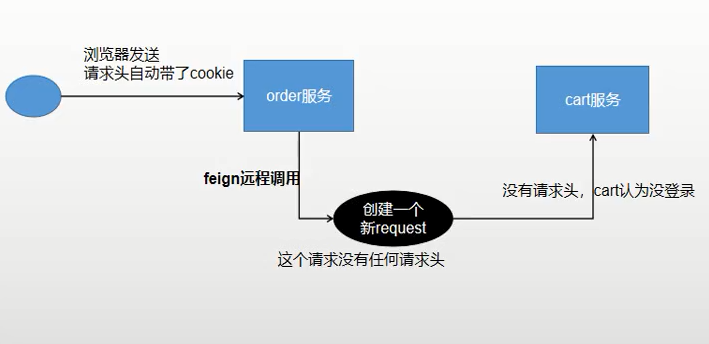 浏览器发送
请求头自动带了cookie
order服务
cart服务
feign远程调用
创建一个
新request
没有请求头，cart认为没登录
这个请求没有任何请求头